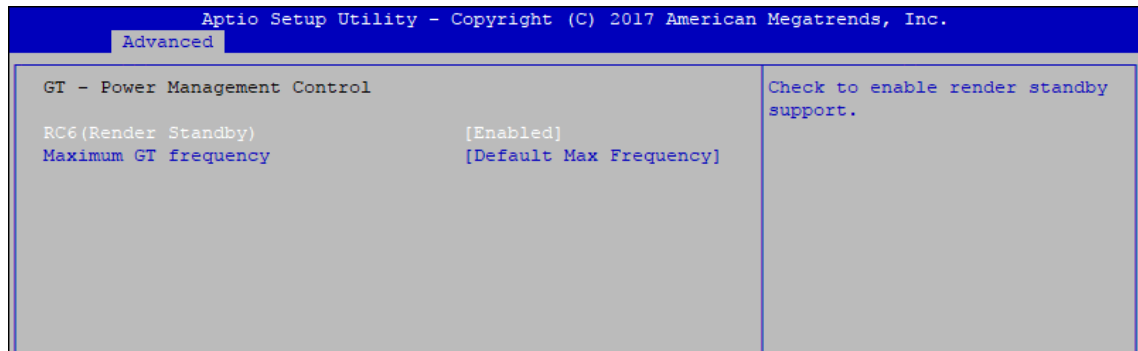 Aptio Setup Utility - Copyright (C) 2017 American Megatrends, Inc.
Advanced
GT - Power Management Control
Check to enable render standby
support.
RC6(Render Standby) [Enabled]
Maximum GT frequency [Default Max Frequency]